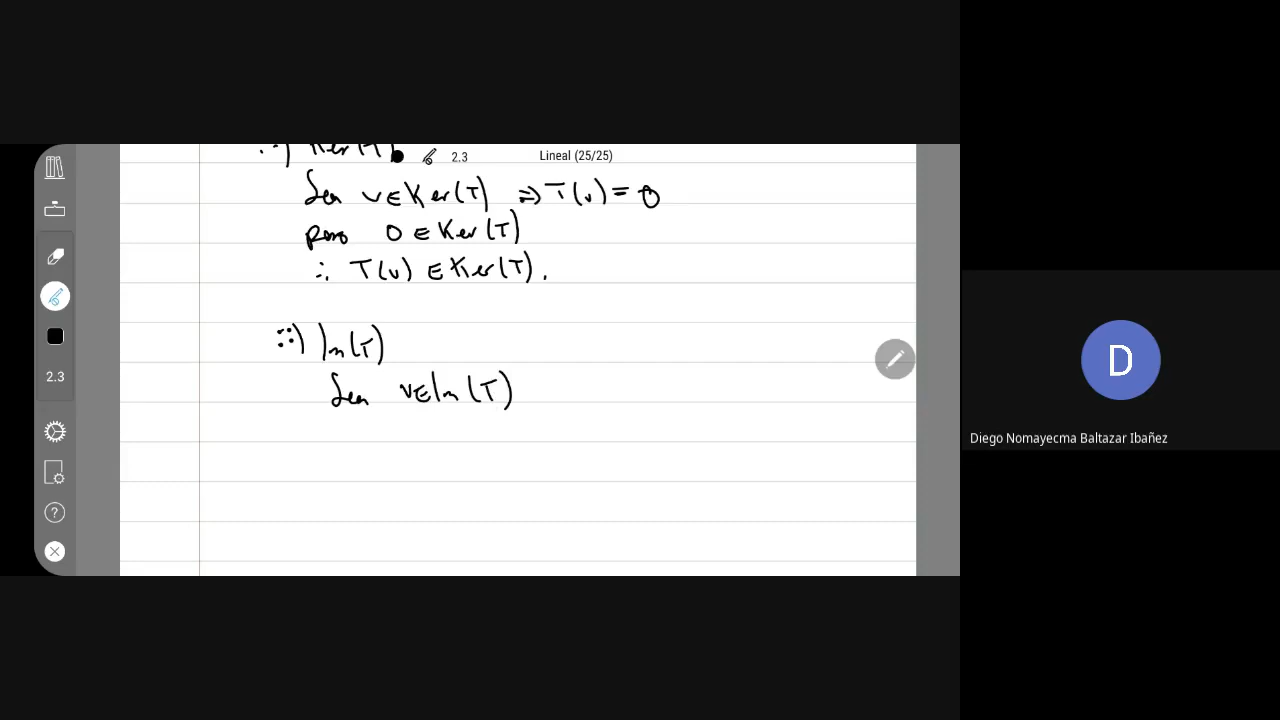 ∴) Ker(T)
2.3 Lineal (25/25)
Sea v∈Ker(T) ⇒ T(v) = 0
pero 0 ∈ Ker(T)
∴ T(v) ∈ Ker(T).
::) Im(T)
2.3
Sea v∈Im(T)
D
Diego Nomayecma Baltazar Ibañez